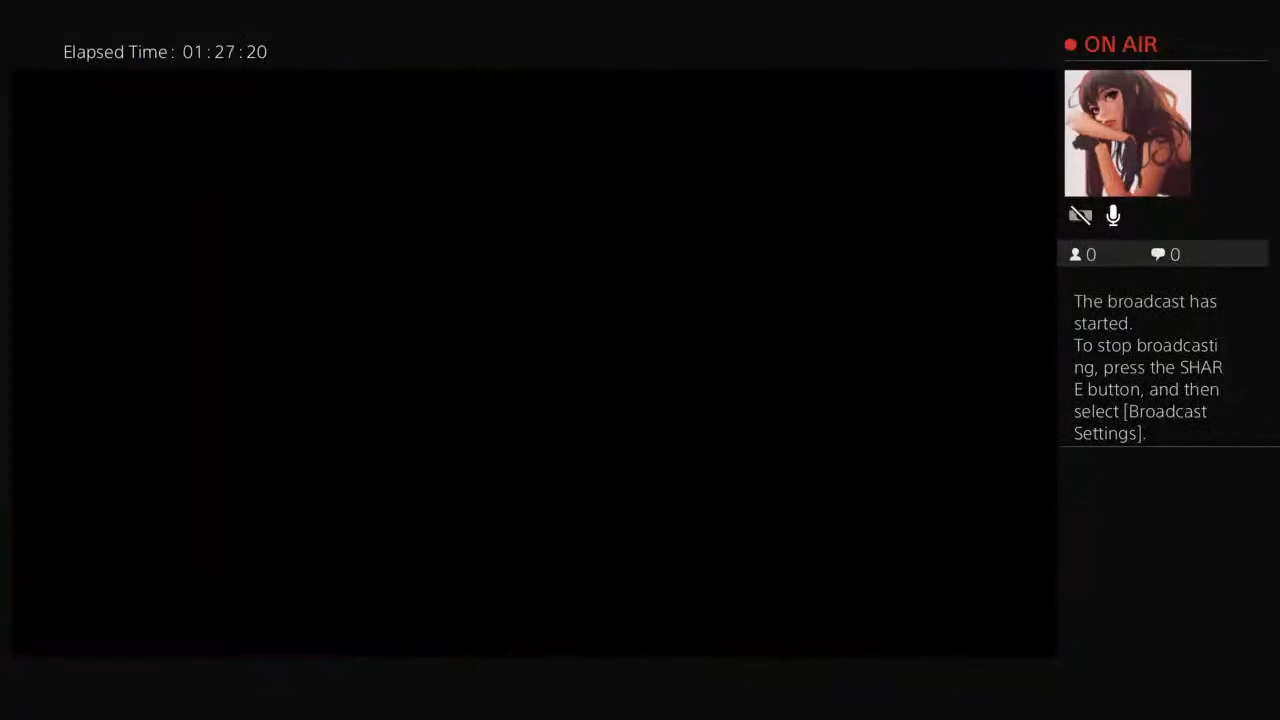 Elapsed Time: 01:27:20
ON AIR
0 0
The broadcast has
started.
To stop broadcasti
ng, press the SHAR
E button, and then
select [Broadcast
Settings].